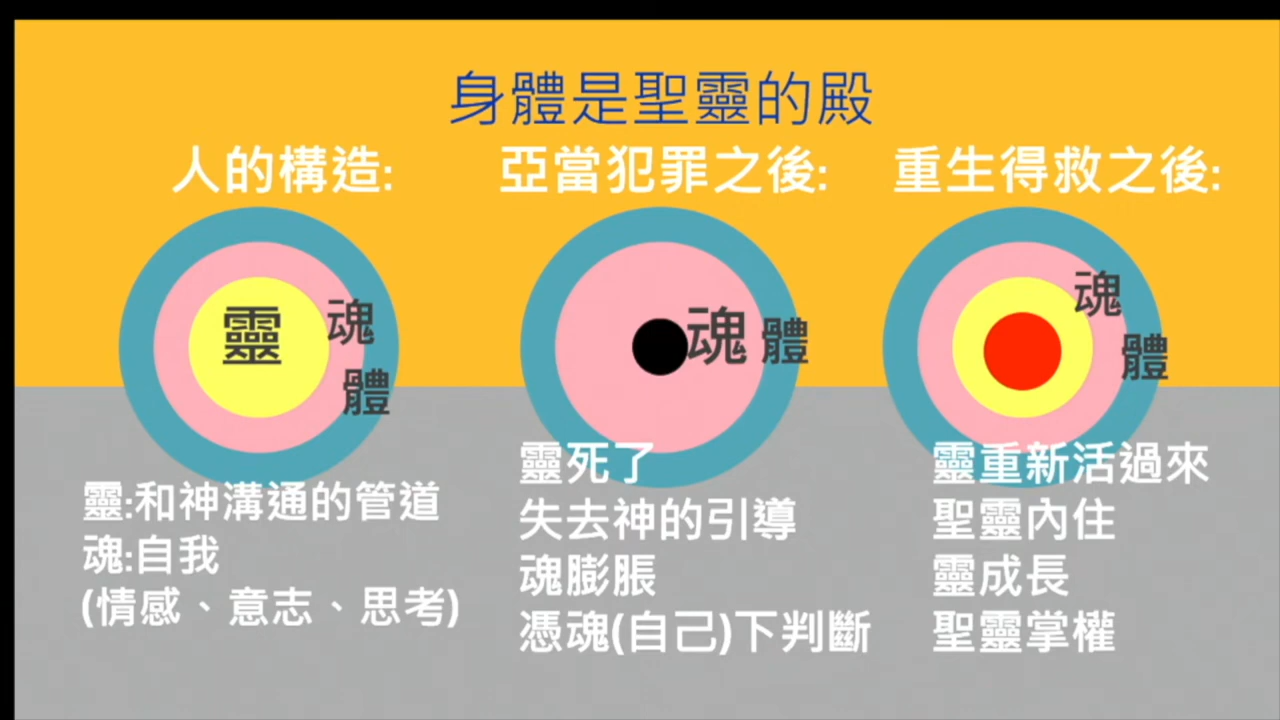 身體是聖靈的殿
人的構造:
靈
魂
體
靈:和神溝通的管道
魂:自我
(情感、意志、思考)
亞當犯罪之後:
魂
體
靈死了
失去神的引導
魂膨脹
憑魂(自己)下判斷
重生得救之後:
魂
體
靈重新活過來
聖靈內住
靈成長
聖靈掌權